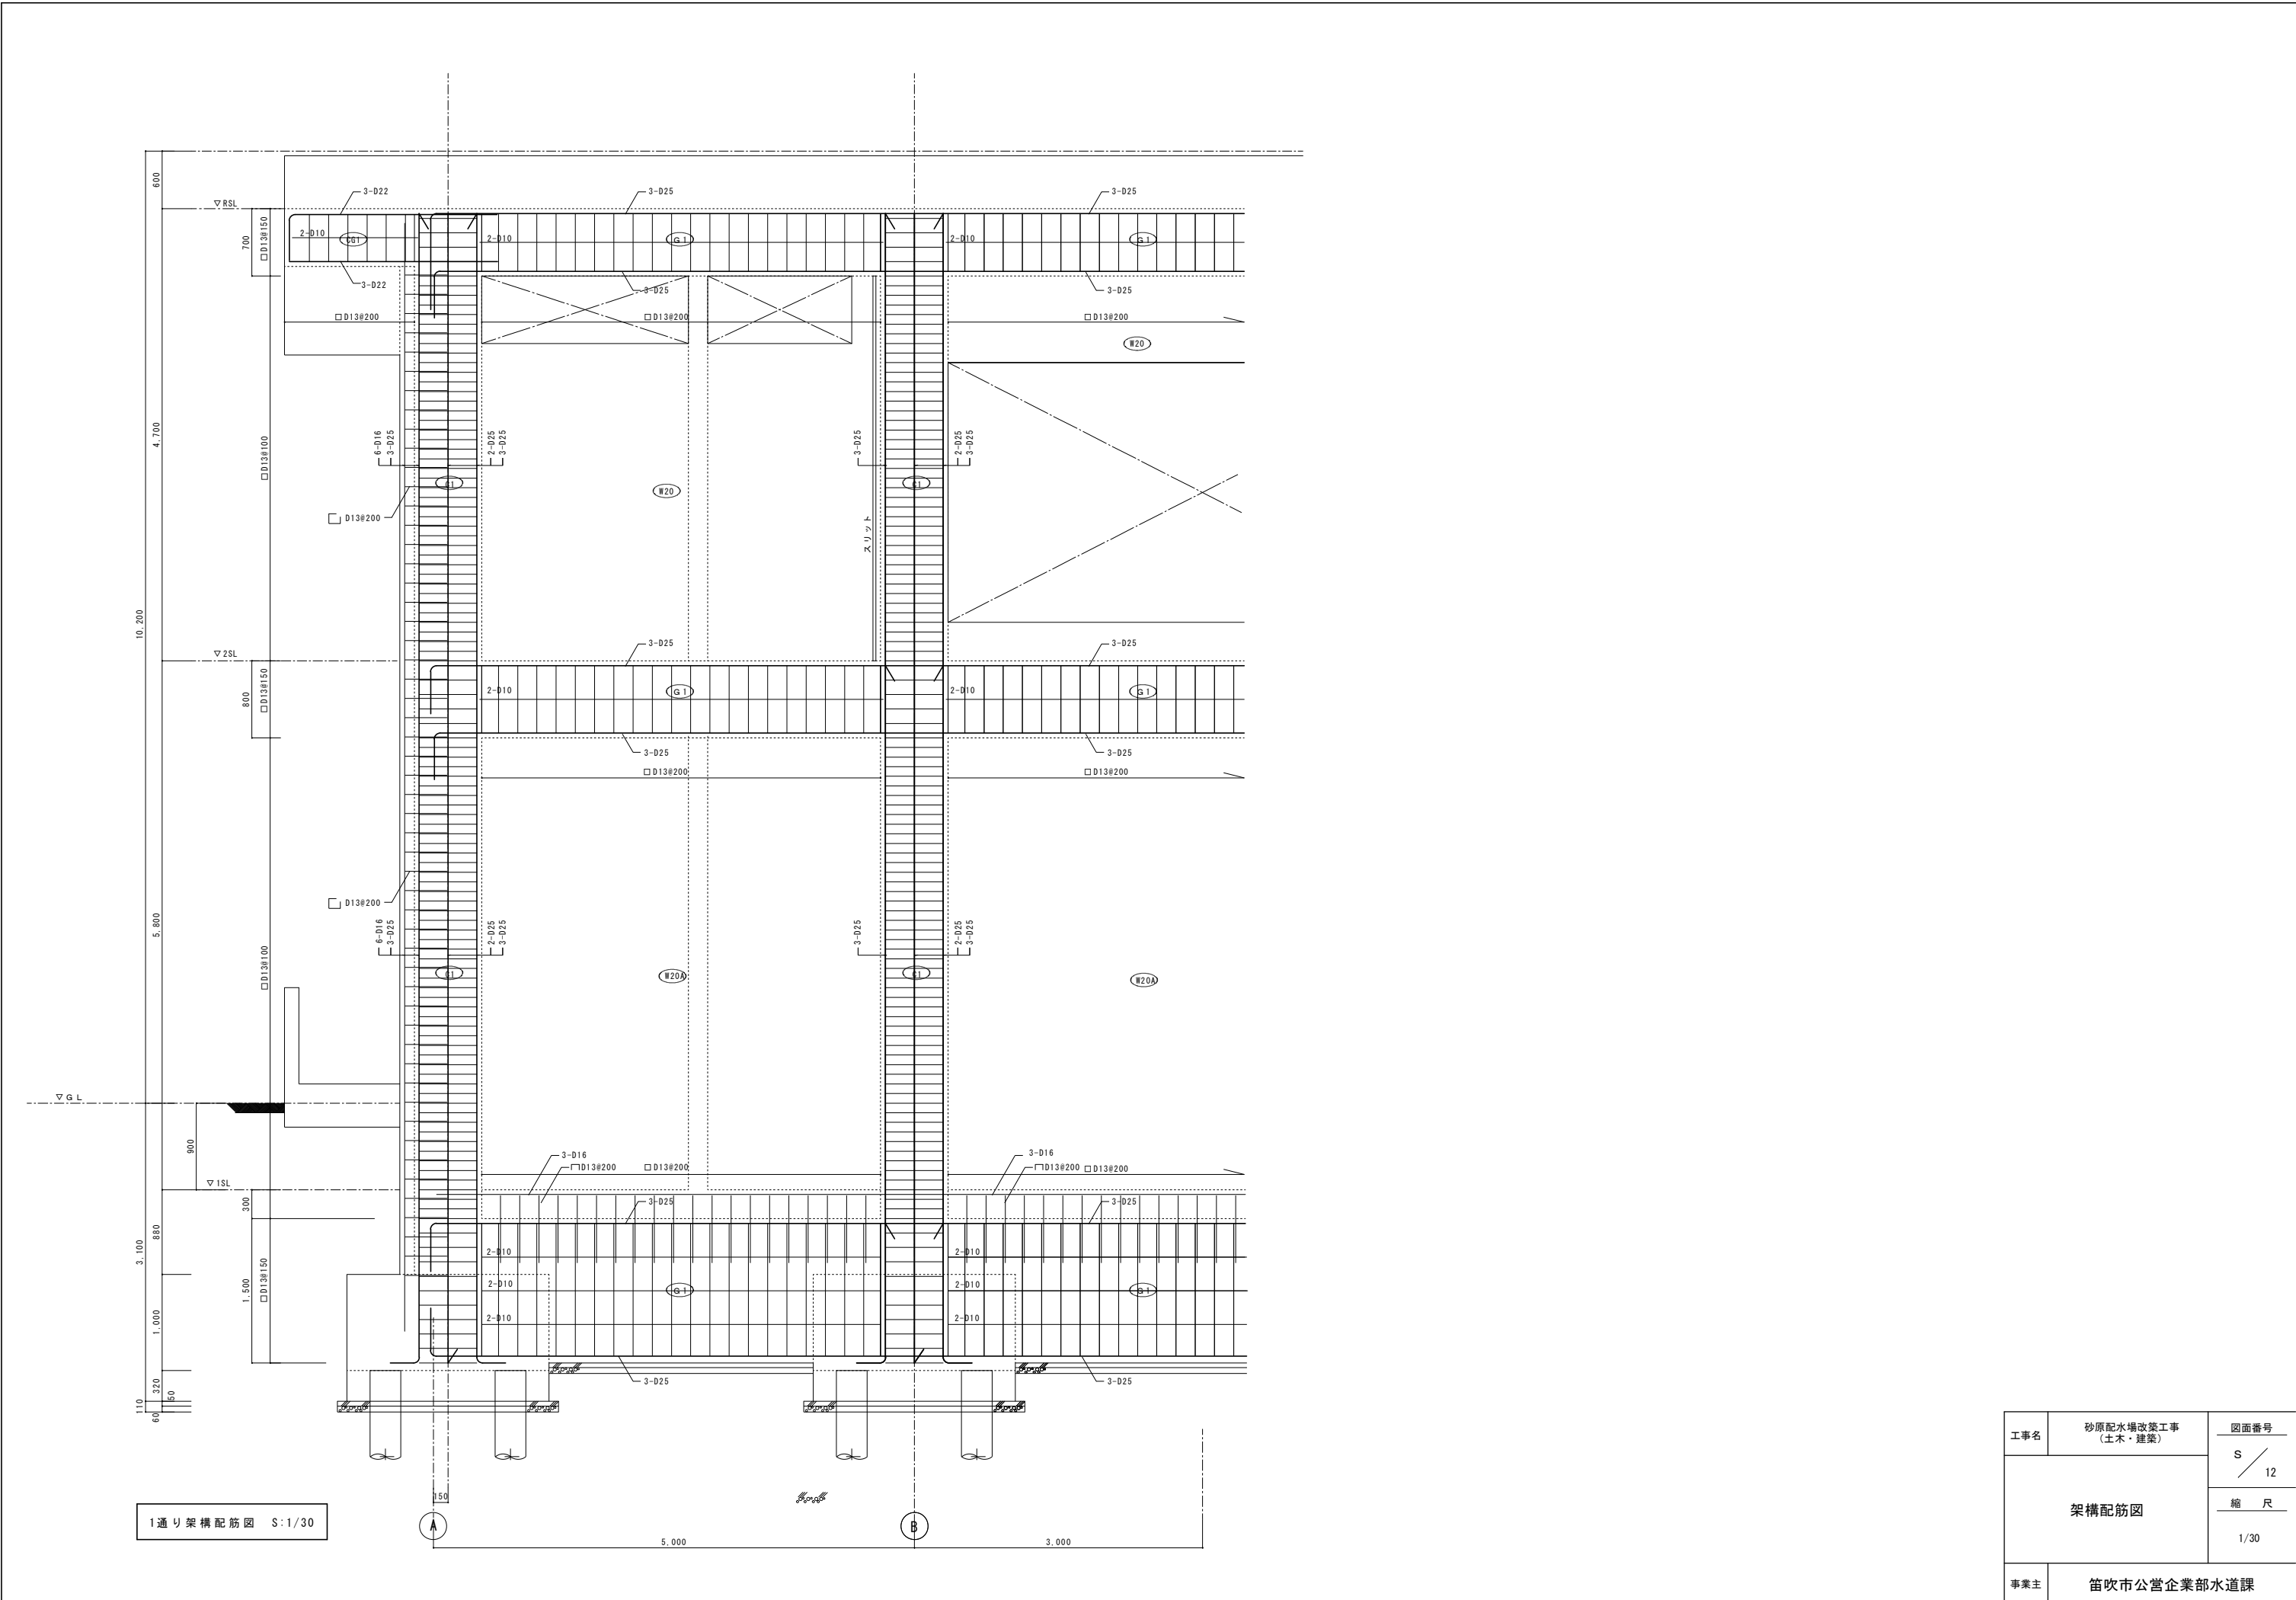 600
▽RSL
3-D22
3-D25
3-D25
700
□D13@150
2-D10
CG1
2-D10
G1
2-D10
G1
3-D22
3-D25
3-D25
□D13@200
□D13@200
□D13@200
W20
4,700
□D13@100
6-D16
3-D25
2-D25
3-D25
3-D25
2-D25
3-D25
C1
W20
C1
D13@200
スリット
10,200
▽2SL
3-D25
3-D25
800
□D13@150
2-D10
G1
2-D10
G1
3-D25
3-D25
□D13@200
□D13@200
D13@200
5,800
□D13@100
6-D16
3-D25
2-D25
3-D25
3-D25
2-D25
3-D25
C1
W20A
C1
W20A
▽GL
900
3-D16
D13@200
□D13@200
3-D16
D13@200
□D13@200
▽1SL
300
3-D25
3-D25
880
3,100
2-D10
2-D10
1,500
□D13@150
2-D10
G1
2-D10
G1
1,000
2-D10
2-D10
3-D25
3-D25
320
50
110
60
150
1通り架構配筋図 S:1/30
A
B
5,000
3,000
工事名
砂原配水場改築工事
(土木・建築)
図面番号
S
12
架構配筋図
縮 尺
1/30
事業主
笛吹市公営企業部水道課